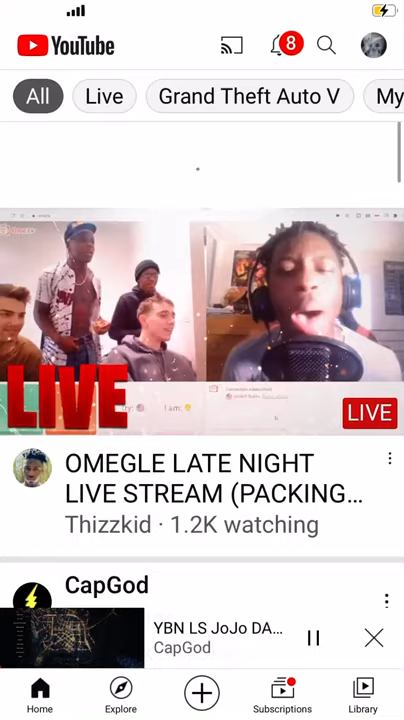 YouTube
8
All
Live
Grand Theft Auto V
My
LIVE
I am:
LIVE
OMEGLE LATE NIGHT
LIVE STREAM (PACKING...
Thizzkid · 1.2K watching
CapGod
YBN LS JoJo DA...
CapGod
Home
Explore
Subscriptions
Library